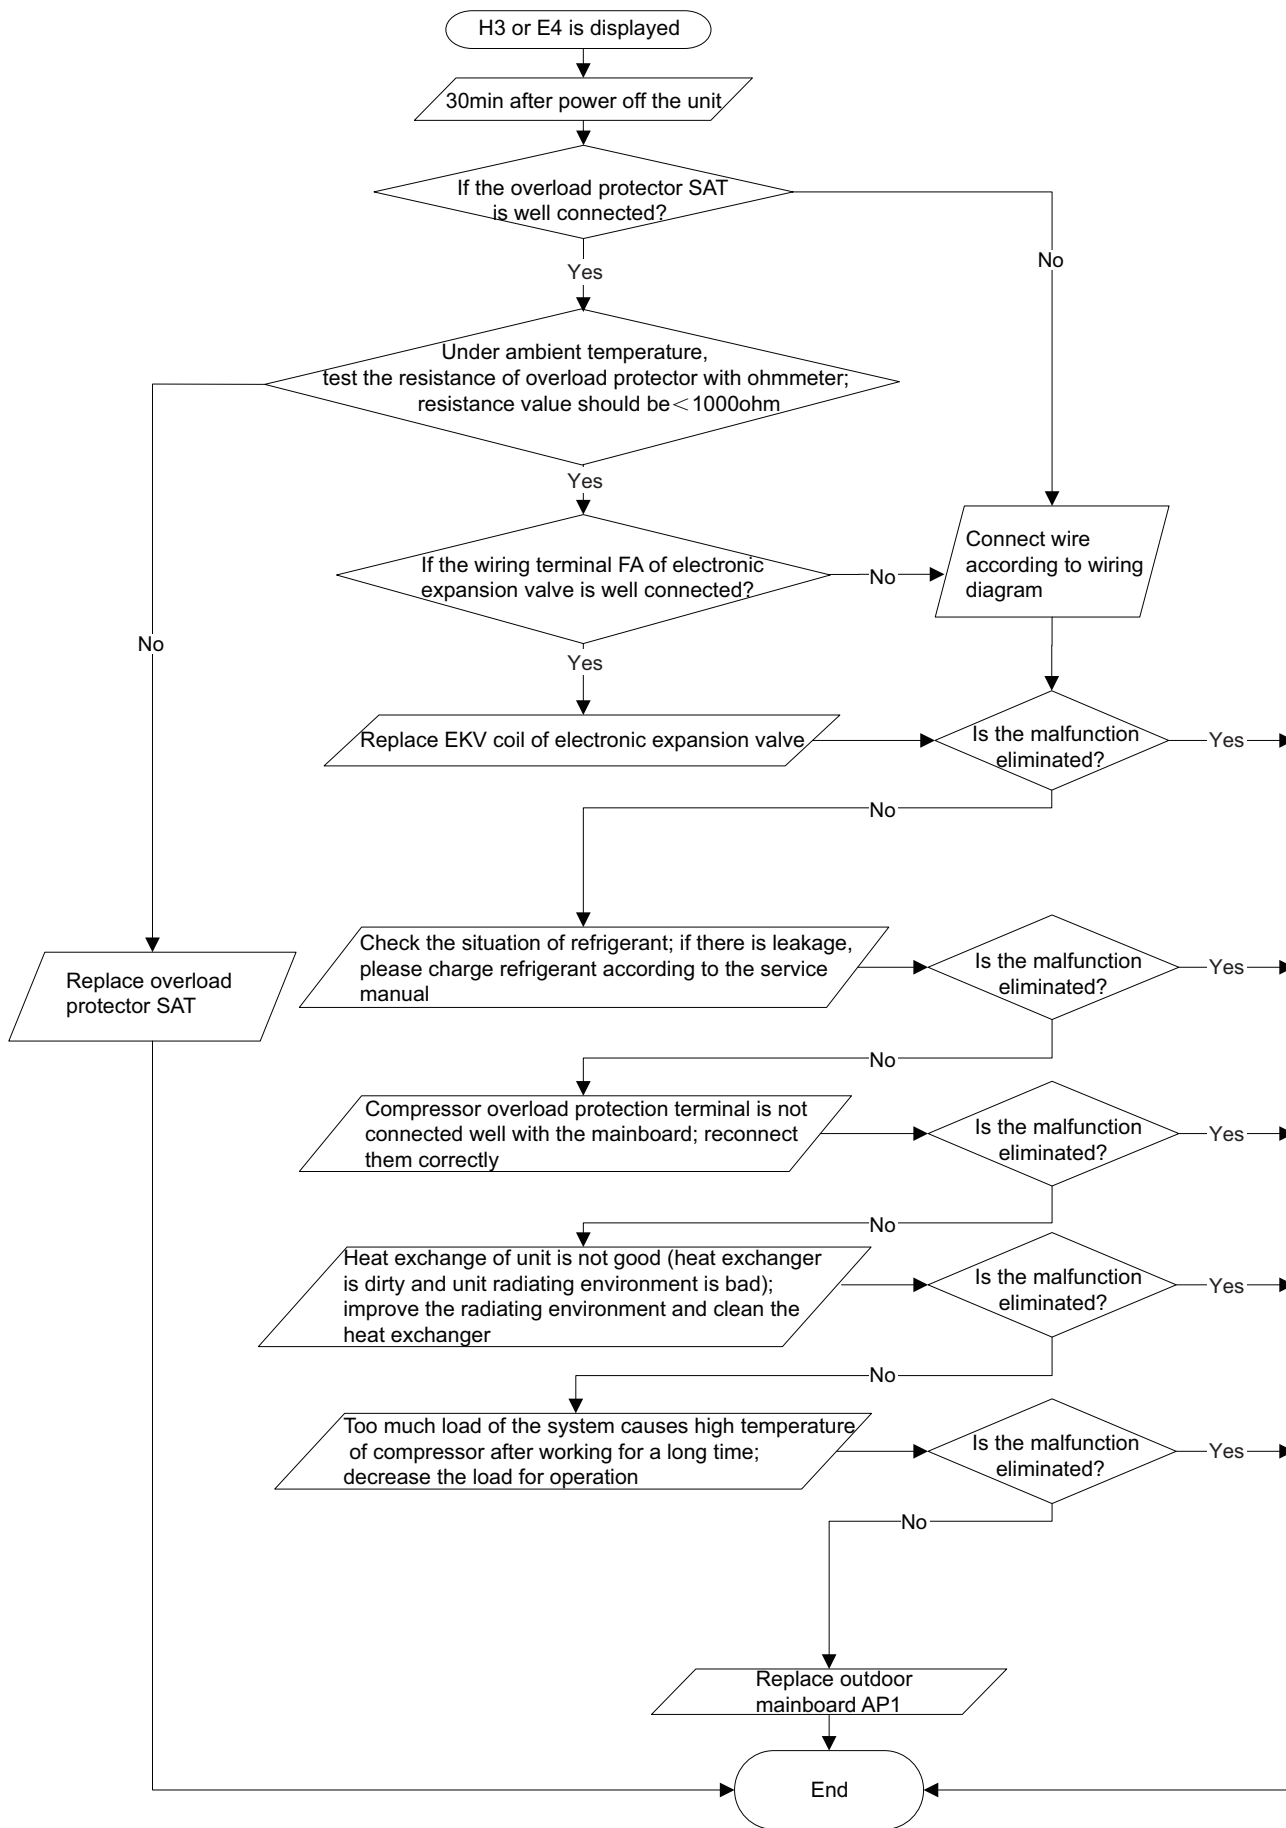 H3 or E4 is displayed
30min after power off the unit
If the overload protector SAT
is well connected?
No
Yes
Under ambient temperature,
test the resistance of overload protector with ohmmeter;
resistance value should be＜1000ohm
Yes
If the wiring terminal FA of electronic
expansion valve is well connected?
No
Connect wire
according to wiring
diagram
No
Yes
Replace EKV coil of electronic expansion valve
Is the malfunction
eliminated?
Yes
No
Check the situation of refrigerant; if there is leakage,
please charge refrigerant according to the service
manual
Is the malfunction
eliminated?
Yes
Replace overload
protector SAT
No
Compressor overload protection terminal is not
connected well with the mainboard; reconnect
them correctly
Is the malfunction
eliminated?
Yes
No
Heat exchange of unit is not good (heat exchanger
is dirty and unit radiating environment is bad);
improve the radiating environment and clean the
heat exchanger
Is the malfunction
eliminated?
Yes
No
Too much load of the system causes high temperature
of compressor after working for a long time;
decrease the load for operation
Is the malfunction
eliminated?
Yes
No
Replace outdoor
mainboard AP1
End